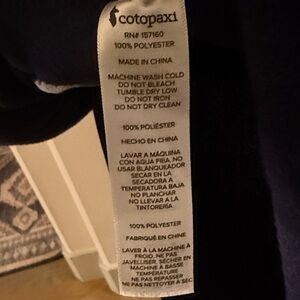 cotopaxi
RN# 157160
100% POLYESTER
MADE IN CHINA
MACHINE WASH COLD
DO NOT BLEACH
TUMBLE DRY LOW
DO NOT IRON
DO NOT DRY CLEAN
100% POLIÉSTER
HECHO EN CHINA
LAVAR A MÁQUINA
CON AGUA FRIA, NO
USAR BLANQUEADOR
SECAR EN LA
SECADORA A
TEMPERATURA BAJA
NO PLANCHAR
NO LLEVAR A LA
TINTORERÍA
100% POLYESTER
FABRIQUÉ EN CHINE
LAVER À LA MACHINE À
FROID, NE PAS
JAVELLISER, SÉCHER EN
MACHINE À BASSE
TEMPÉRATURE
NE PAS REPASSER
NE PAS NETTOYER À SEC